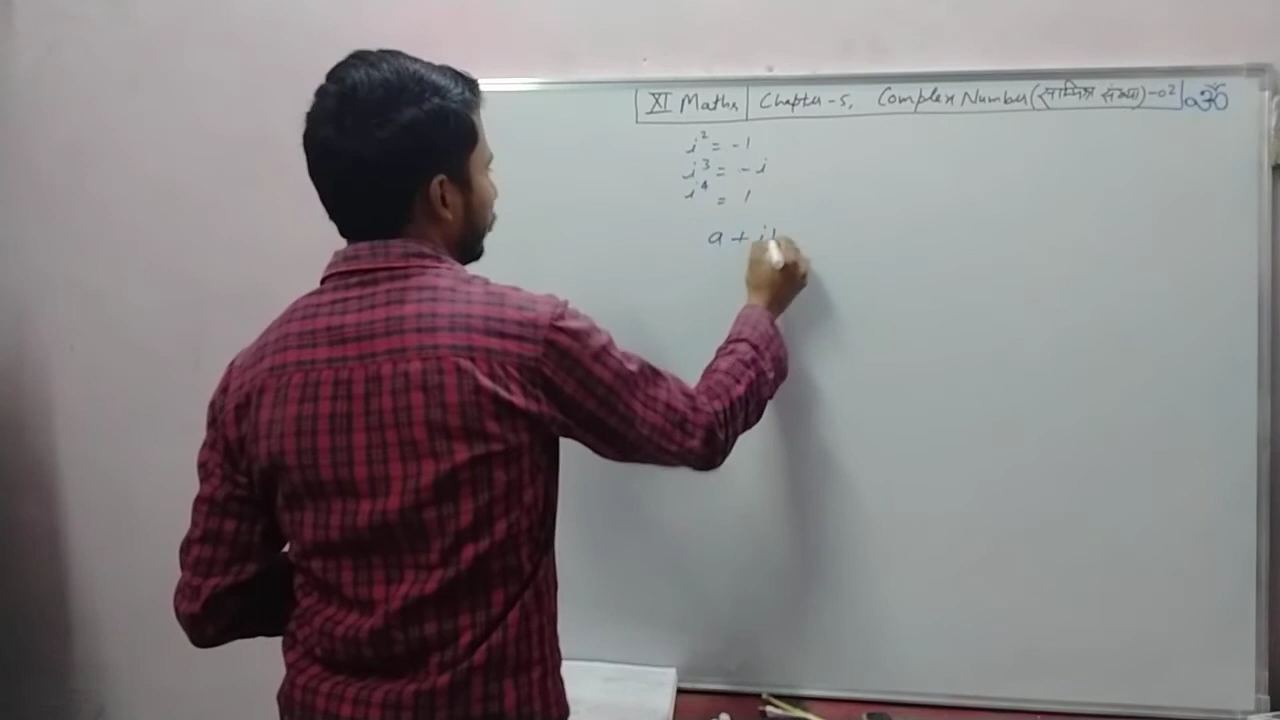 XI Maths | Chapter-5, Complex Number (सम्मिश्र संख्या) -02 ॐ
i² = -1
i³ = -i
i⁴ = 1
a + i